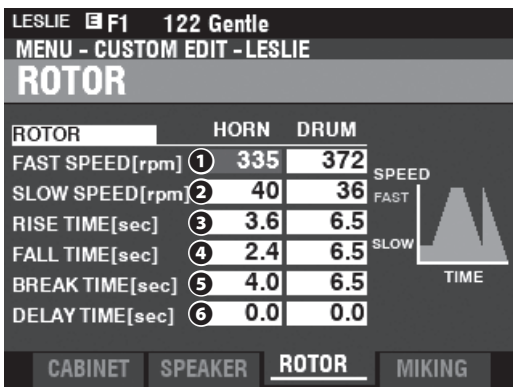 LESLIE E F1 122 Gentle
MENU - CUSTOM EDIT - LESLIE
ROTOR
ROTOR HORN DRUM
FAST SPEED[rpm] 1 335 372
SLOW SPEED[rpm] 2 40 36
RISE TIME[sec] 3 3.6 6.5
FALL TIME[sec] 4 2.4 6.5
BREAK TIME[sec] 5 4.0 6.5
DELAY TIME[sec] 6 0.0 0.0
SPEED
FAST
SLOW
TIME
CABINET SPEAKER ROTOR MIKING